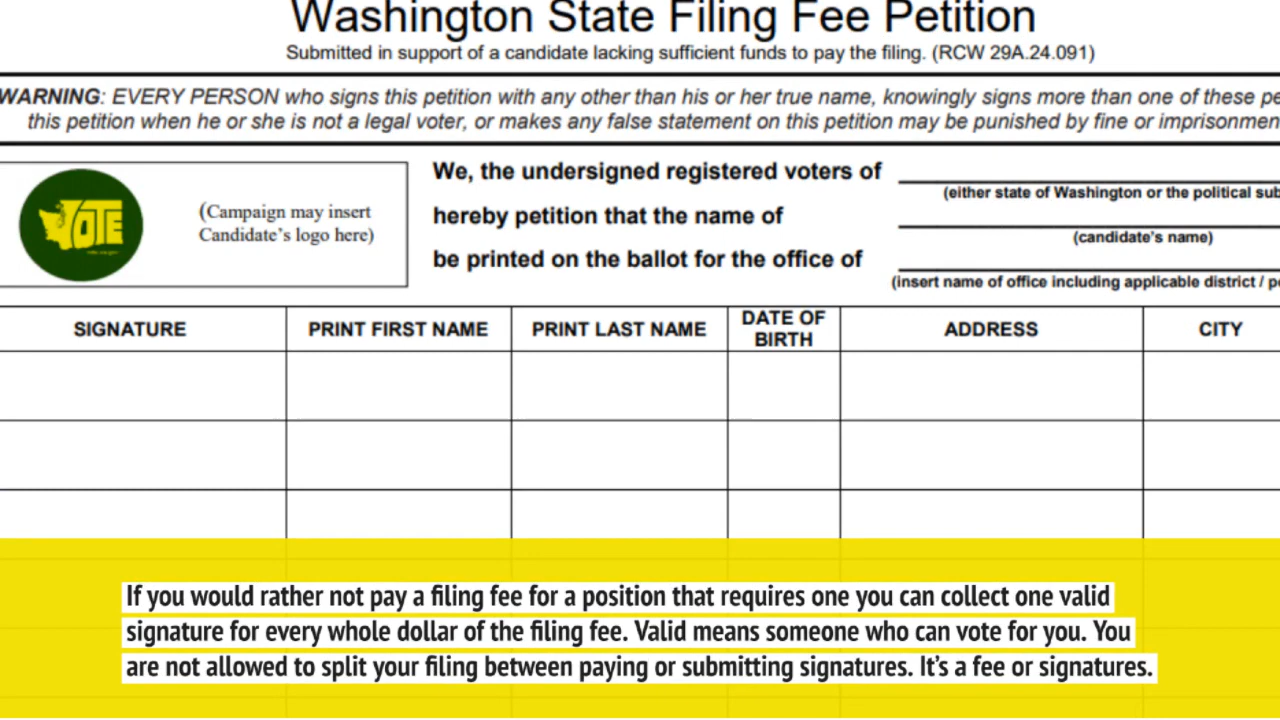 Washington State Filing Fee Petition
Submitted in support of a candidate lacking sufficient funds to pay the filing. (RCW 29A.24.091)
WARNING: EVERY PERSON who signs this petition with any other than his or her true name, knowingly signs more than one of these pe
this petition when he or she is not a legal voter, or makes any false statement on this petition may be punished by fine or imprisonmen
VOTE
(Campaign may insert
Candidate's logo here)
We, the undersigned registered voters of
(either state of Washington or the political sub
hereby petition that the name of
(candidate's name)
be printed on the ballot for the office of
(insert name of office including applicable district / po
SIGNATURE PRINT FIRST NAME PRINT LAST NAME DATE OF BIRTH ADDRESS CITY
If you would rather not pay a filing fee for a position that requires one you can collect one valid
signature for every whole dollar of the filing fee. Valid means someone who can vote for you. You
are not allowed to split your filing between paying or submitting signatures. It's a fee or signatures.